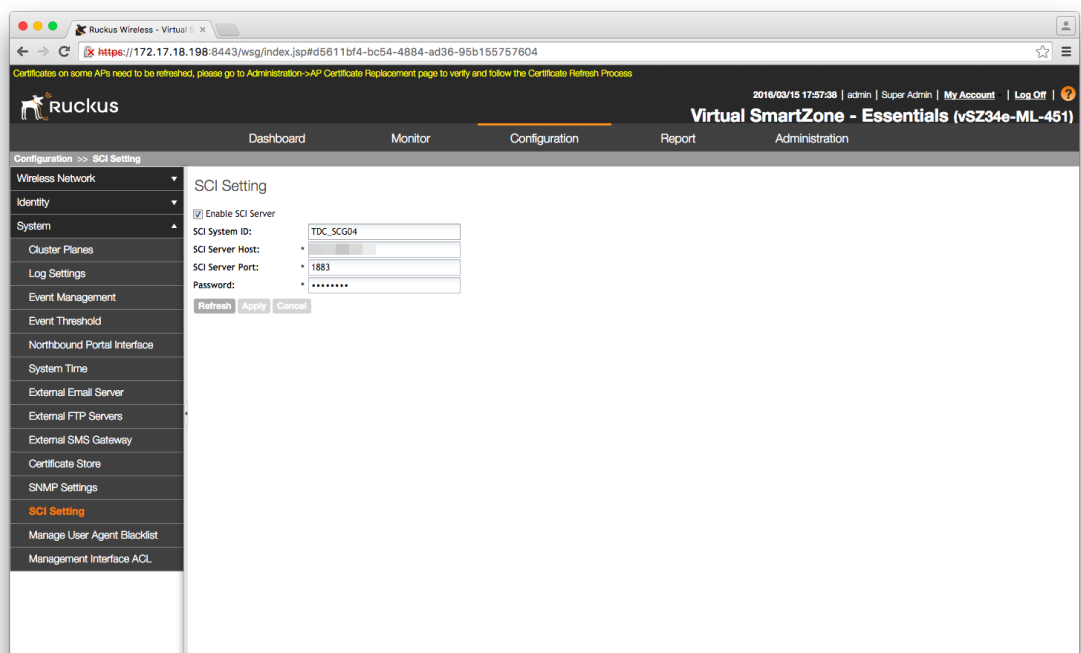 Ruckus Wireless - Virtual S
https://172.17.18.198:8443/wsg/index.jsp#d5611bf4-bc54-4884-ad36-95b155757604
Certificates on some APs need to be refreshed, please go to Administration->AP Certificate Replacement page to verify and follow the Certificate Refresh Process
Ruckus
2016/03/15 17:57:38 | admin | Super Admin | My Account | Log Off | ?
Virtual SmartZone - Essentials (vSZ34e-ML-451)
Dashboard Monitor Configuration Report Administration
Configuration >> SCI Setting
Wireless Network
Identity
System
Cluster Planes
Log Settings
Event Management
Event Threshold
Northbound Portal Interface
System Time
External Email Server
External FTP Servers
External SMS Gateway
Certificate Store
SNMP Settings
SCI Setting
Manage User Agent Blacklist
Management Interface ACL
SCI Setting
Enable SCI Server
SCI System ID: TDC_SCG04
SCI Server Host: *
SCI Server Port: * 1883
Password: * ••••••••
Refresh Apply Cancel